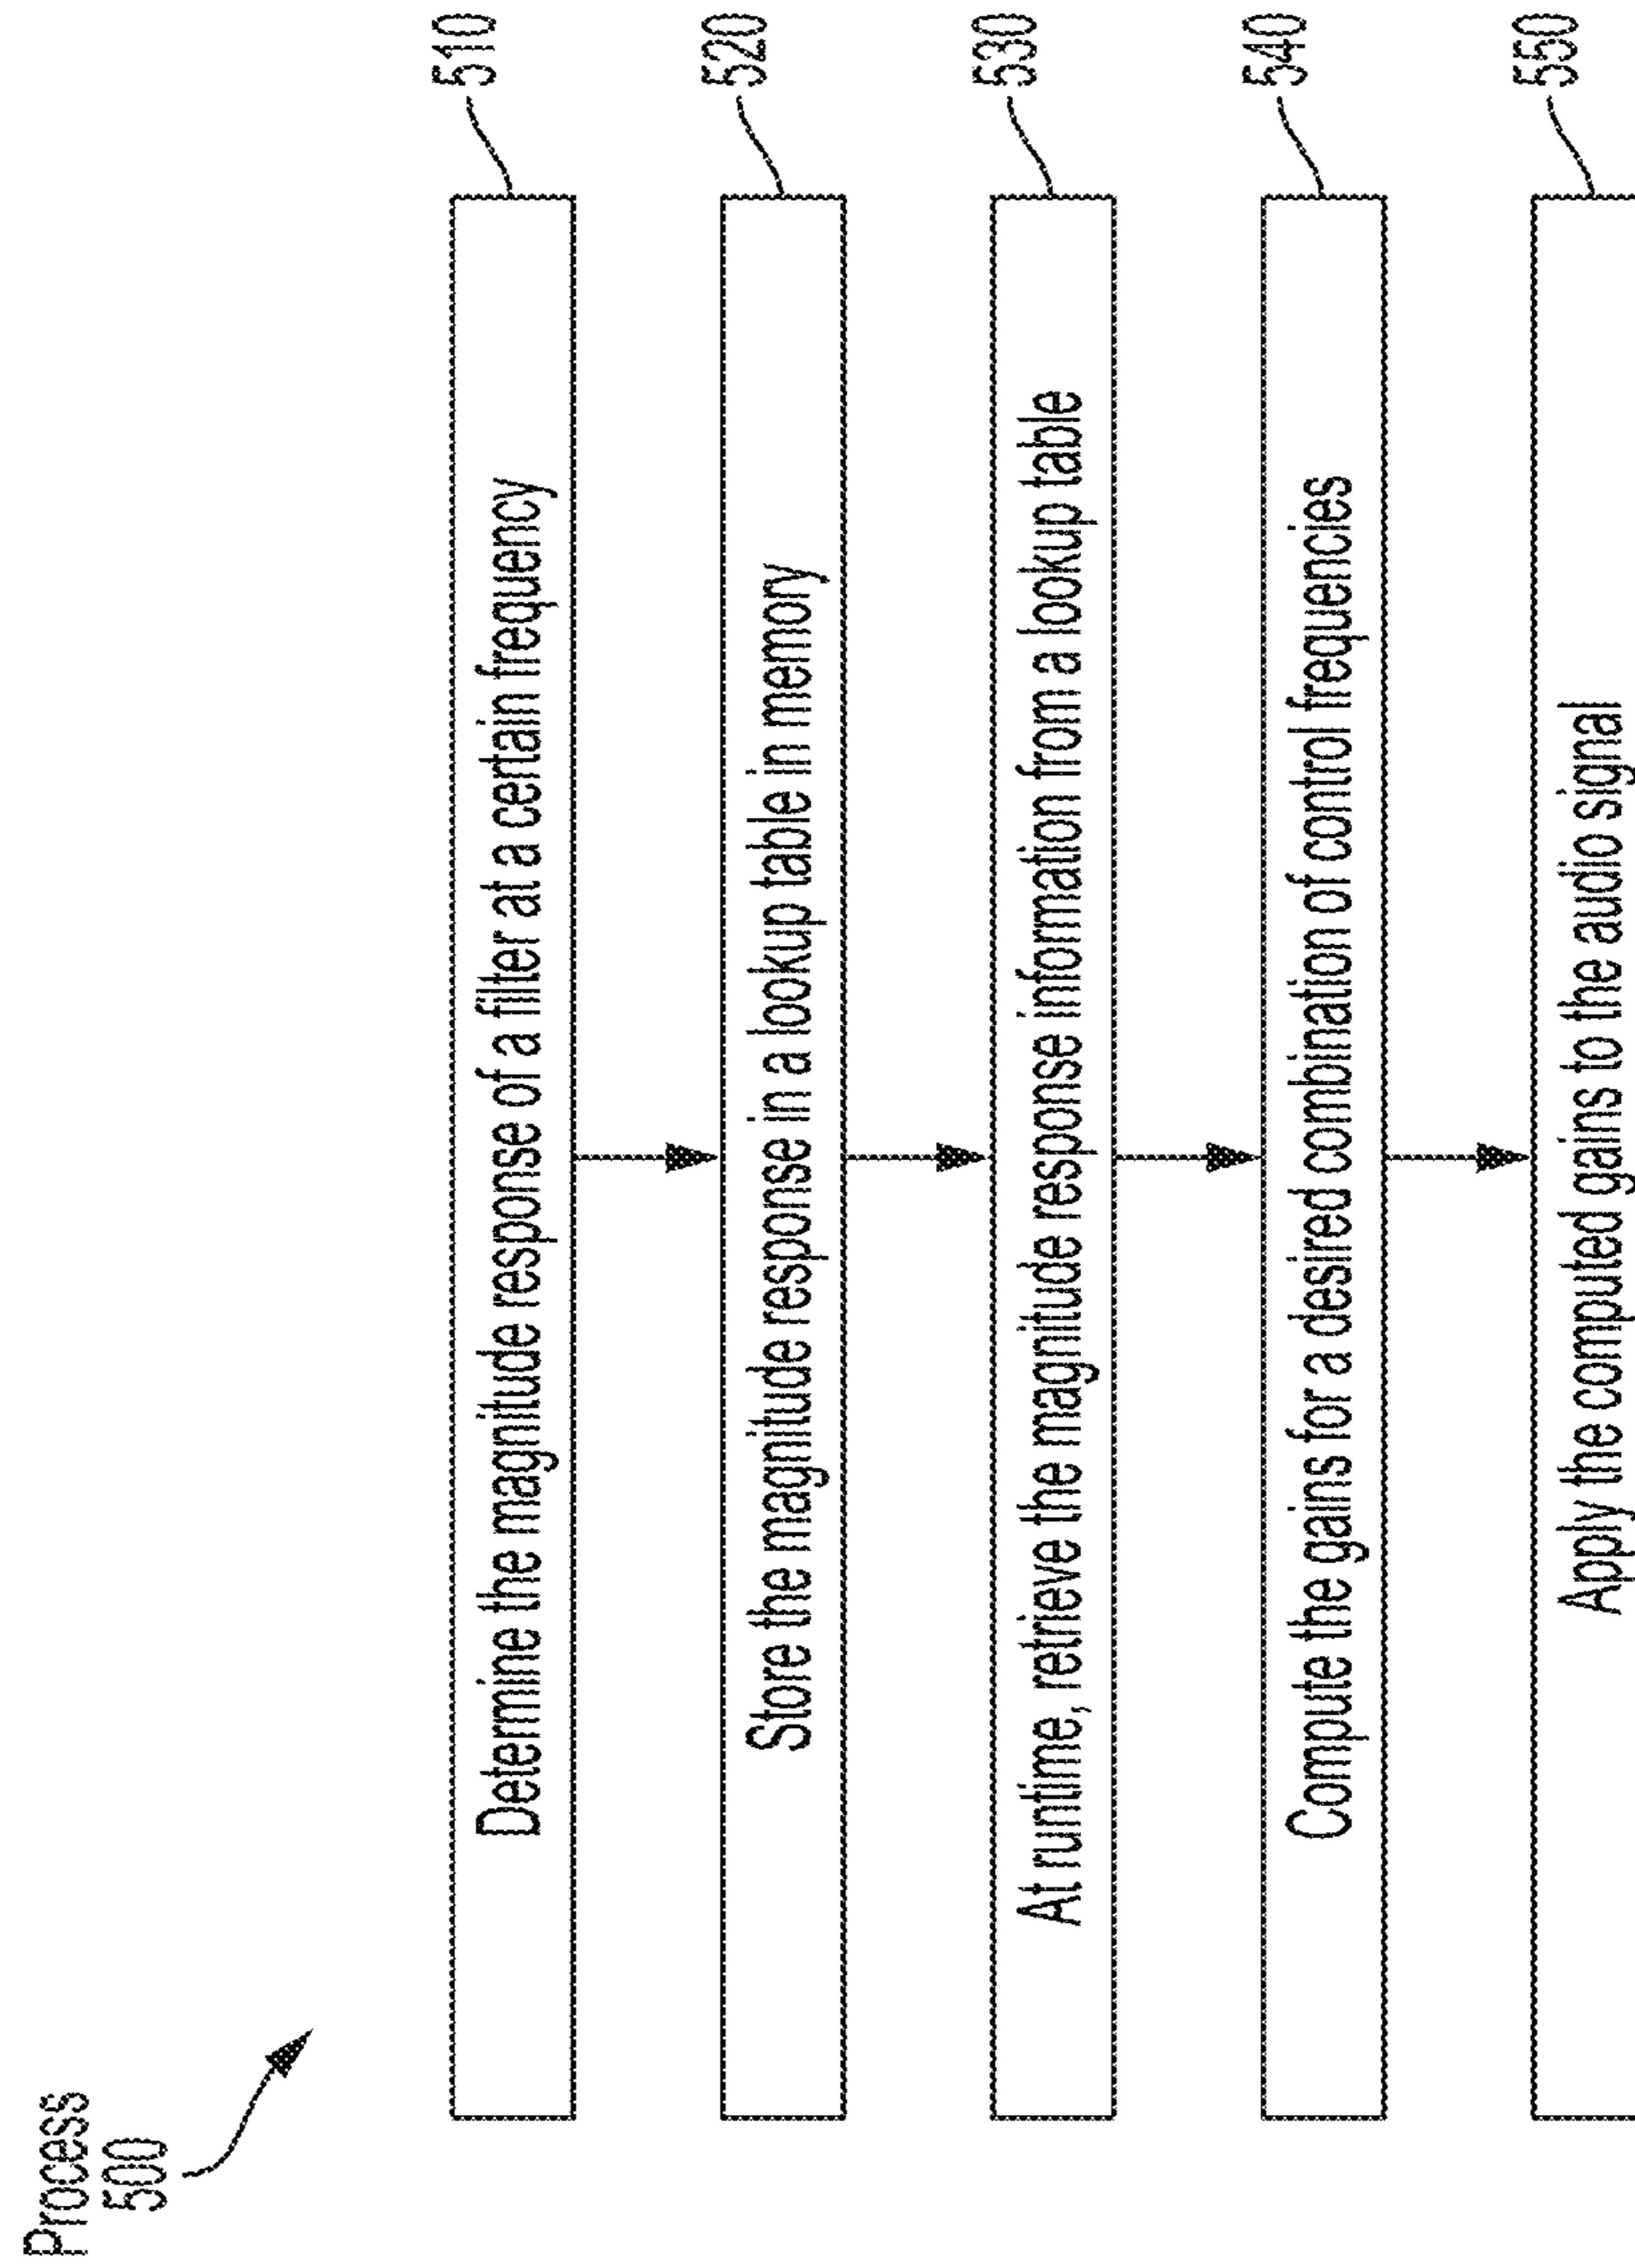 Process
500
Determine the magnitude response of a filter at a certain frequency
510
Store the magnitude response in a lookup table in memory
520
At runtime, retrieve the magnitude response information from a lookup table
530
Compute the gains for a desired combination of control frequencies
540
Apply the computed gains to the audio signal
550